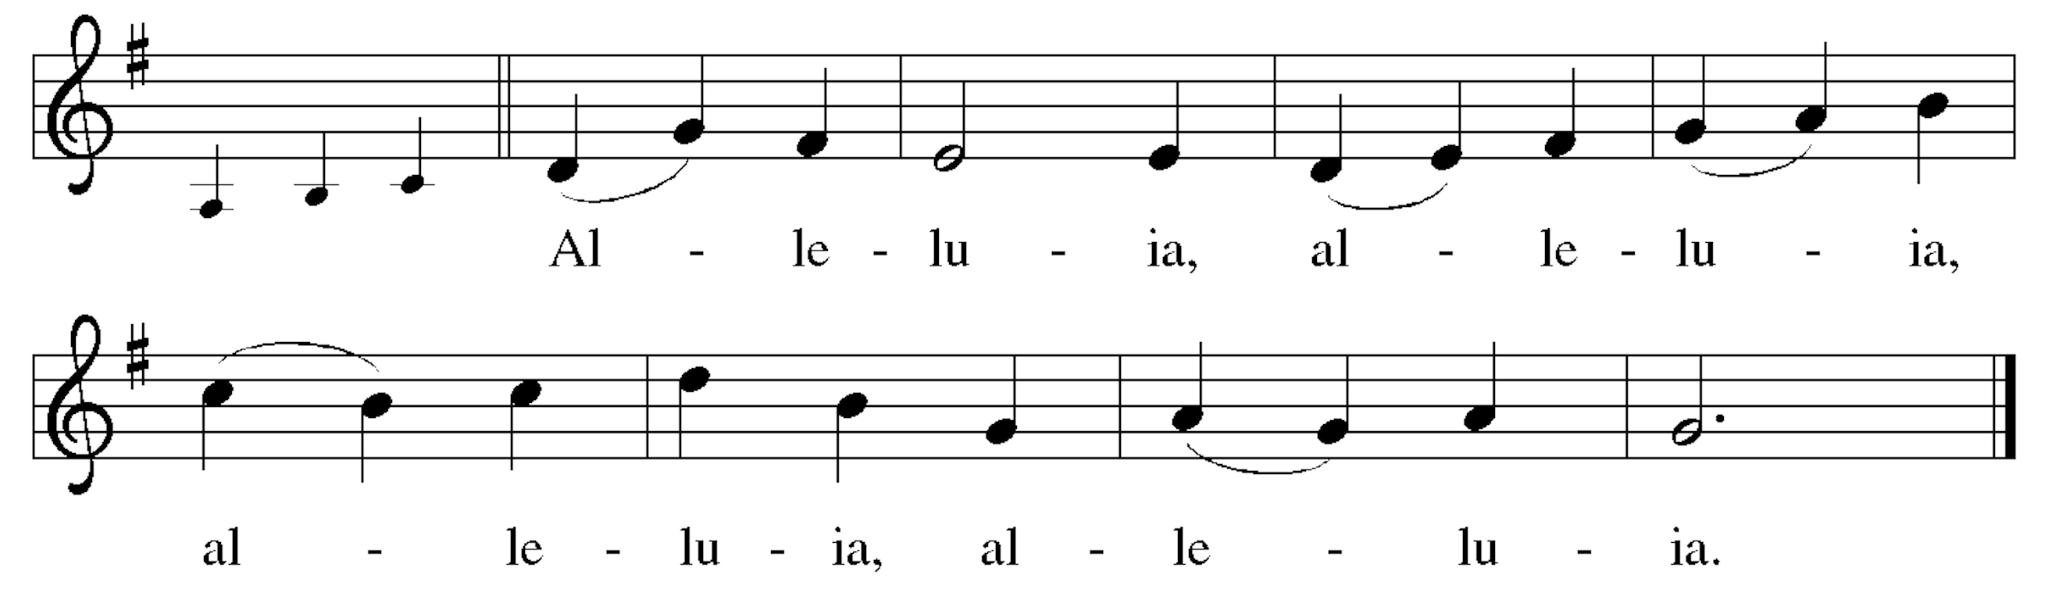 Al - le - lu - ia, al - le - lu - ia,
al - le - lu - ia, al - le - lu - ia.